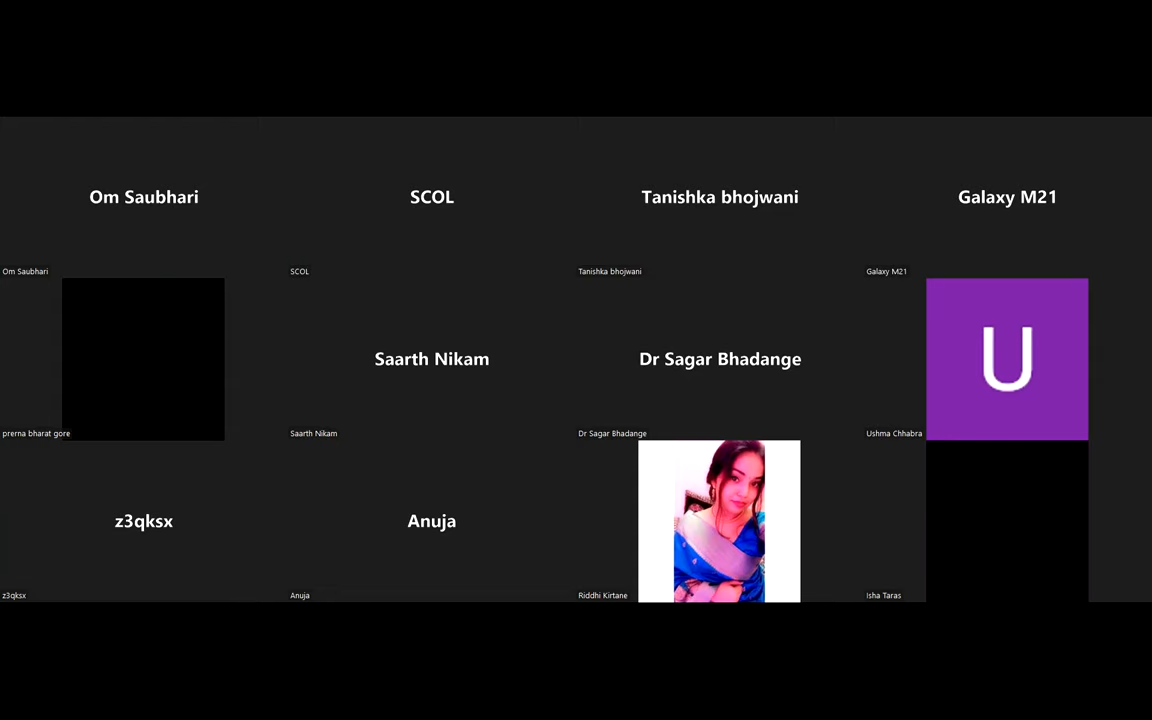 Om Saubhari
SCOL
Tanishka bhojwani
Galaxy M21
Om Saubhari
SCOL
Tanishka bhojwani
Galaxy M21
Saarth Nikam
Dr Sagar Bhadange
U
prerna bharat gore
Saarth Nikam
Dr Sagar Bhadange
Ushma Chhabra
z3qksx
Anuja
z3qksx
Anuja
Riddhi Kirtane
Isha Taras